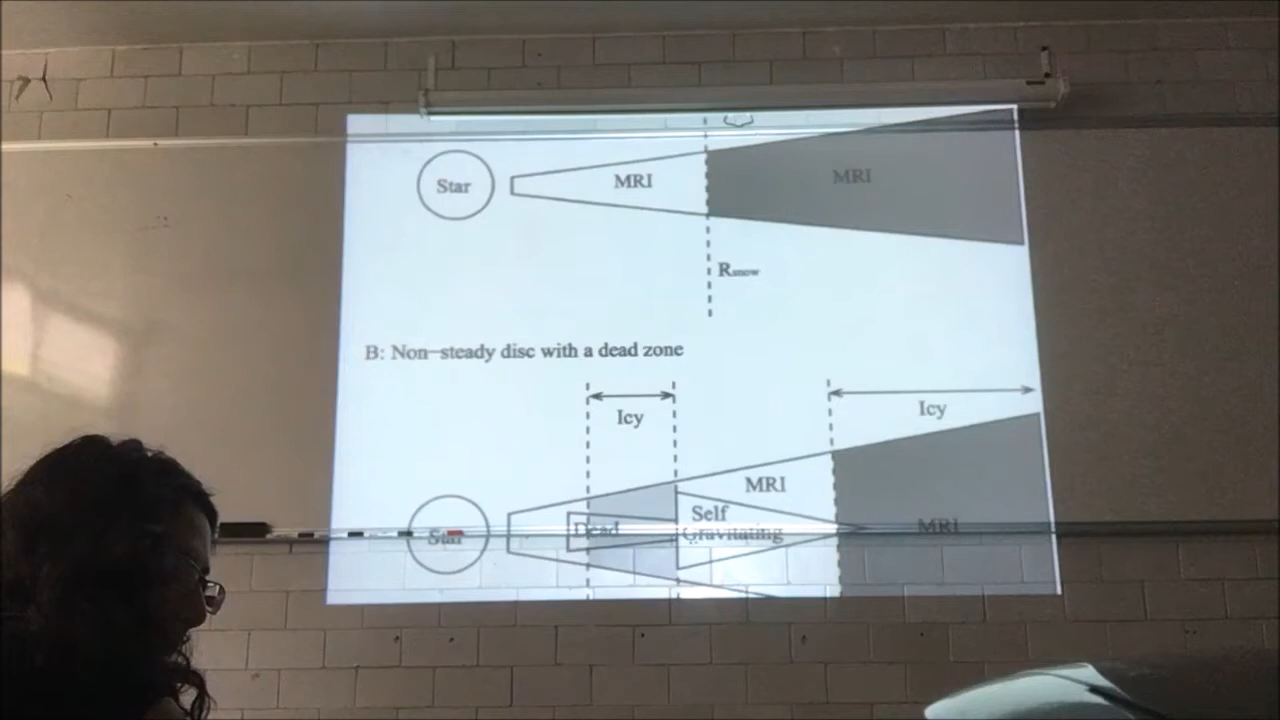 Star
MRI
MRI
Rsnow
B: Non-steady disc with a dead zone
Icy
Icy
MRI
Self
Gravitating
Dead
Star
MRI